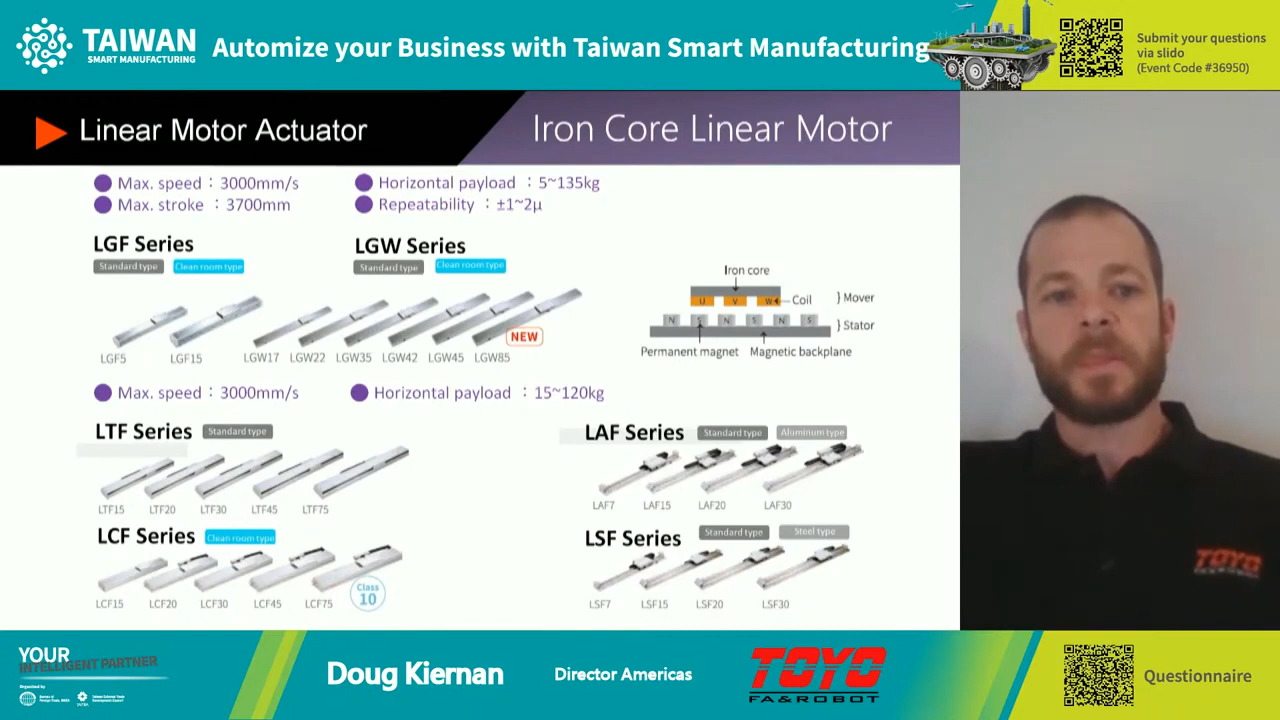 TAIWAN
SMART MANUFACTURING
Automize your Business with Taiwan Smart Manufacturing
Submit your questions
via slido
(Event Code #36950)
Linear Motor Actuator
Iron Core Linear Motor
Max. speed：3000mm/s
Horizontal payload ：5~135kg
Max. stroke ：3700mm
Repeatability ：±1~2μ
LGF Series
LGW Series
Standard type
Clean room type
Standard type
Clean room type
NEW
LGF5
LGF15
LGW17
LGW22
LGW35
LGW42
LGW45
LGW85
Iron core
U
V
W
Coil
} Mover
N
S
N
S
N
S
} Stator
Permanent magnet
Magnetic backplane
Max. speed：3000mm/s
Horizontal payload ：15~120kg
LTF Series
Standard type
LAF Series
Standard type
Aluminum type
LTF15
LTF20
LTF30
LTF45
LTF75
LAF7
LAF15
LAF20
LAF30
LCF Series
Clean room type
LSF Series
Standard type
Steel type
Class
10
LCF15
LCF20
LCF30
LCF45
LCF75
LSF7
LSF15
LSF20
LSF30
TOYO
FA&ROBOT
YOUR
INTELLIGENT PARTNER
Organized by
Doug Kiernan
Director Americas
TOYO
FA&ROBOT
Questionnaire